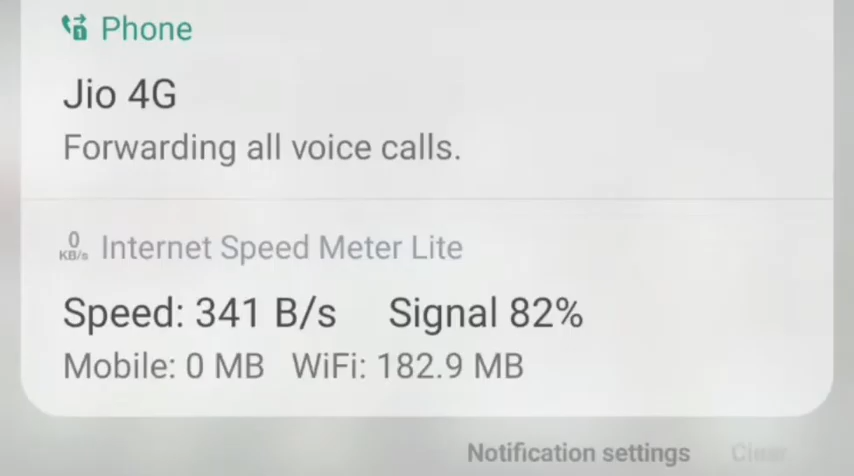 Phone
Jio 4G
Forwarding all voice calls.
0
KB/s
Internet Speed Meter Lite
Speed: 341 B/s Signal 82%
Mobile: 0 MB WiFi: 182.9 MB
Notification settings Clear